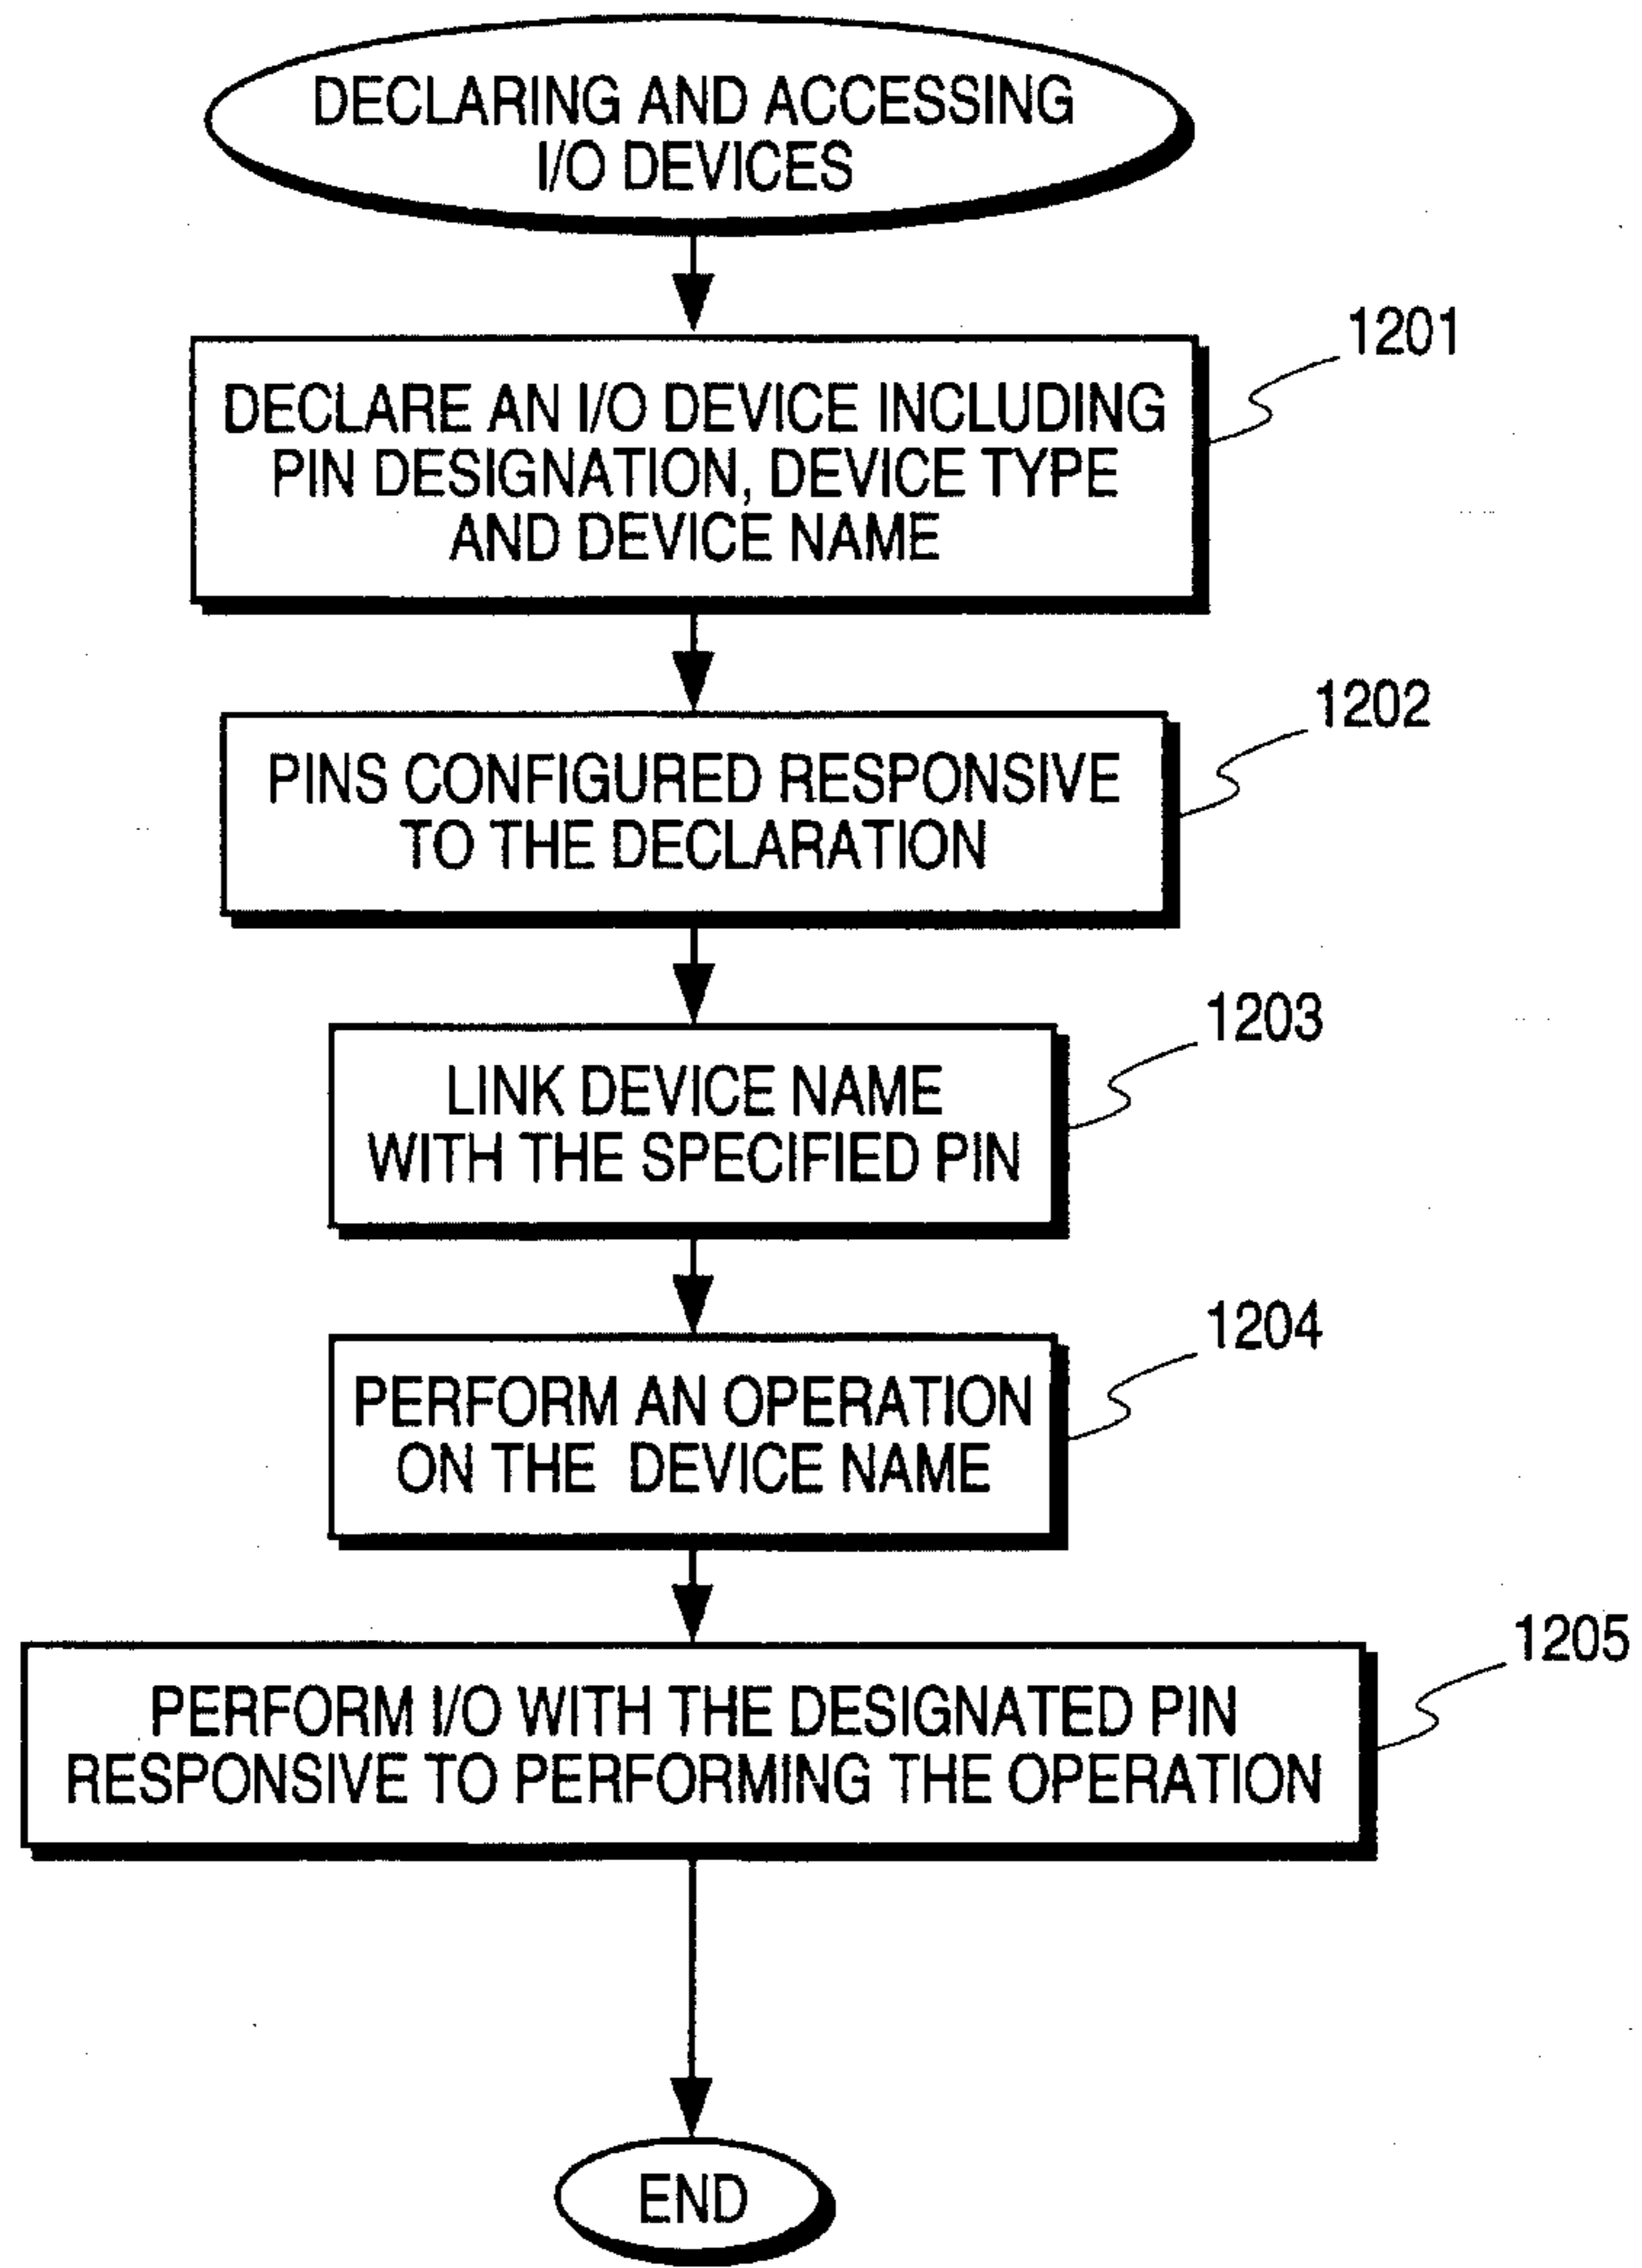 DECLARING AND ACCESSING
I/O DEVICES
1201
DECLARE AN I/O DEVICE INCLUDING
PIN DESIGNATION, DEVICE TYPE
AND DEVICE NAME
1202
PINS CONFIGURED RESPONSIVE
TO THE DECLARATION
1203
LINK DEVICE NAME
WITH THE SPECIFIED PIN
1204
PERFORM AN OPERATION
ON THE DEVICE NAME
1205
PERFORM I/O WITH THE DESIGNATED PIN
RESPONSIVE TO PERFORMING THE OPERATION
END